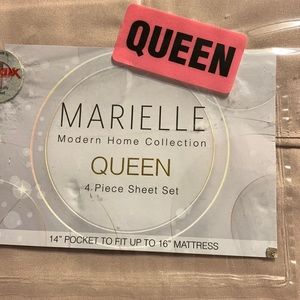 QUEEN
MARIELLE
Modern Home Collection
QUEEN
4 Piece Sheet Set
14" POCKET TO FIT UP TO 16" MATTRESS